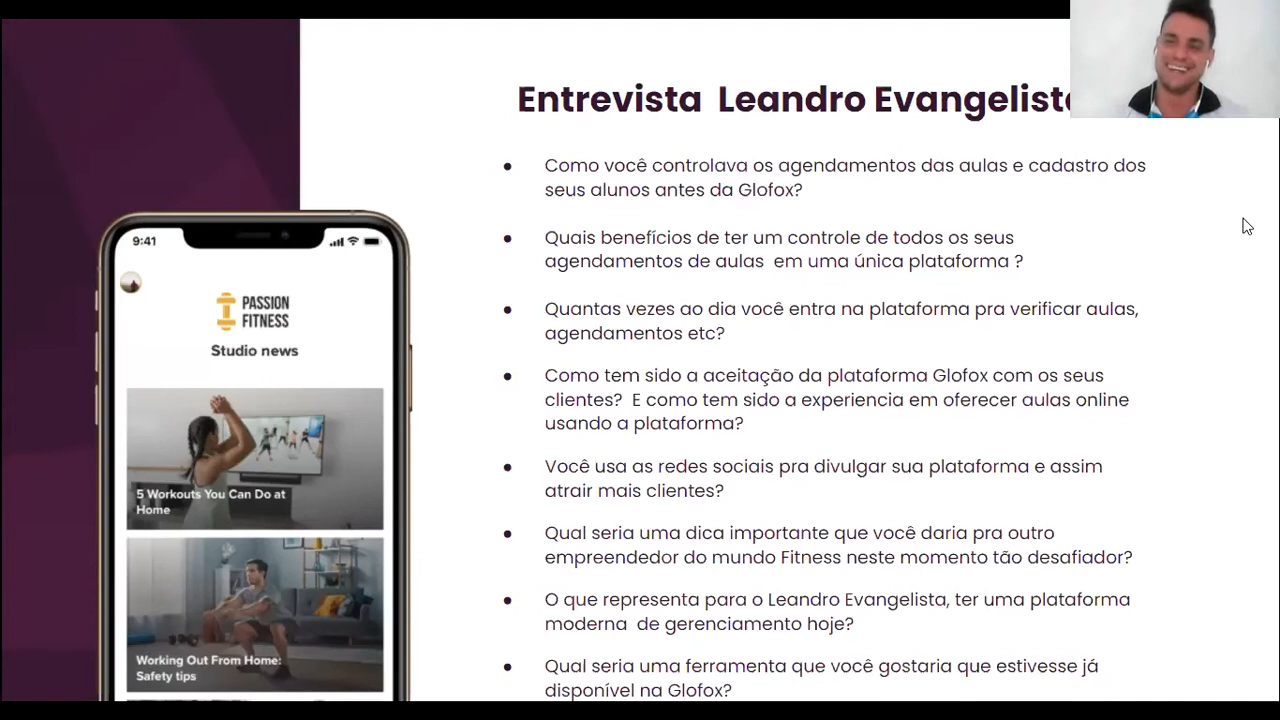 Entrevista Leandro Evangelista
Como você controlava os agendamentos das aulas e cadastro dos
seus alunos antes da Glofox?
Quais benefícios de ter um controle de todos os seus
agendamentos de aulas em uma única plataforma ?
Quantas vezes ao dia você entra na plataforma pra verificar aulas,
agendamentos etc?
Como tem sido a aceitação da plataforma Glofox com os seus
clientes? E como tem sido a experiencia em oferecer aulas online
usando a plataforma?
Você usa as redes sociais pra divulgar sua plataforma e assim
atrair mais clientes?
Qual seria uma dica importante que você daria pra outro
empreendedor do mundo Fitness neste momento tão desafiador?
O que representa para o Leandro Evangelista, ter uma plataforma
moderna de gerenciamento hoje?
Qual seria uma ferramenta que você gostaria que estivesse já
disponível na Glofox?
9:41
PASSION
FITNESS
Studio news
5 Workouts You Can Do at
Home
Working Out From Home:
Safety tips